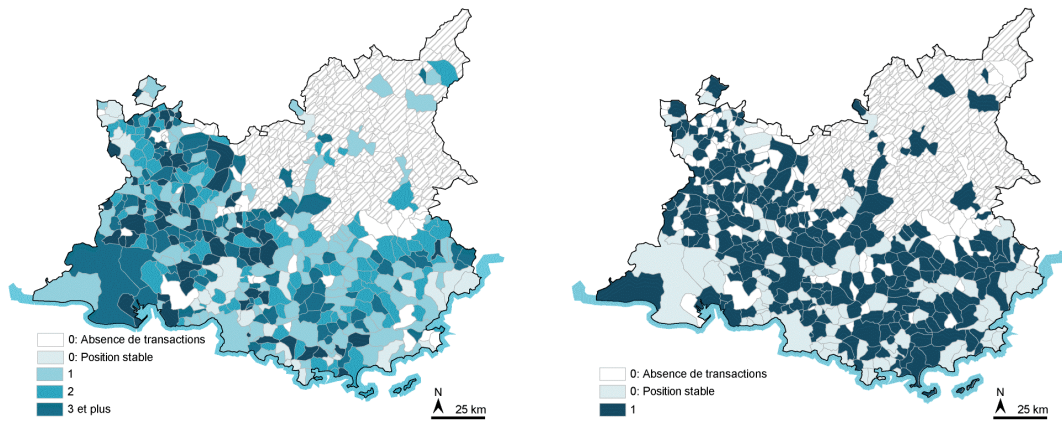 0: Absence de transactions
0: Position stable
1
2
3 et plus
N
25 km
0: Absence de transactions
0: Position stable
1
N
25 km